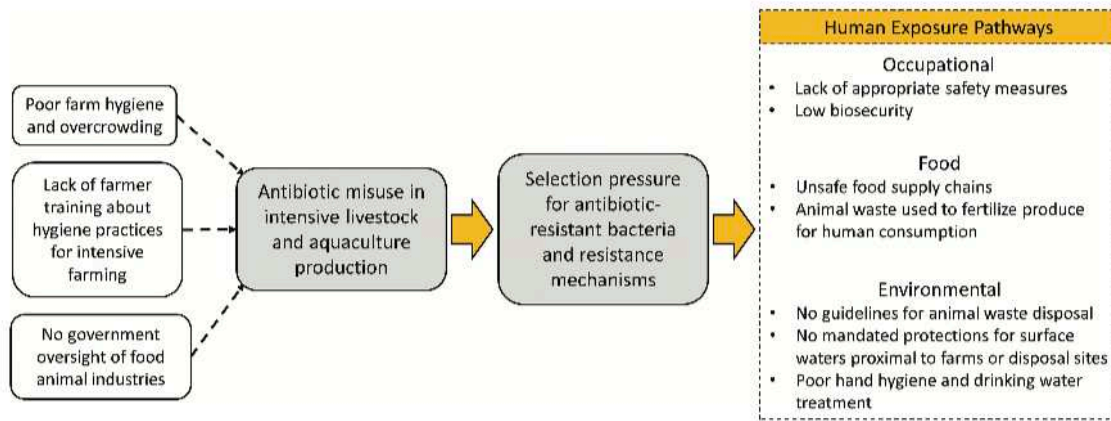 Poor farm hygiene
and overcrowding
Lack of farmer
training about
hygiene practices
for intensive
farming
No government
oversight of food
animal industries
Antibiotic misuse in
intensive livestock
and aquaculture
production
Selection pressure
for antibiotic-
resistant bacteria
and resistance
mechanisms
Human Exposure Pathways
Occupational
• Lack of appropriate safety measures
• Low biosecurity
Food
• Unsafe food supply chains
• Animal waste used to fertilize produce
for human consumption
Environmental
• No guidelines for animal waste disposal
• No mandated protections for surface
waters proximal to farms or disposal sites
• Poor hand hygiene and drinking water
treatment